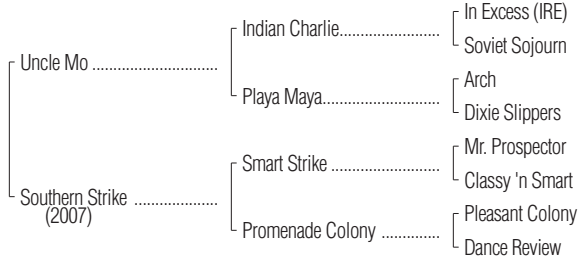 In Excess (IRE)
Indian Charlie..........................
Soviet Sojourn
Uncle Mo ................................
Arch
Playa Maya..............................
Dixie Slippers
Mr. Prospector
Smart Strike ............................
Classy 'n Smart
Southern Strike .....................
(2007)
Pleasant Colony
Promenade Colony ...............
Dance Review